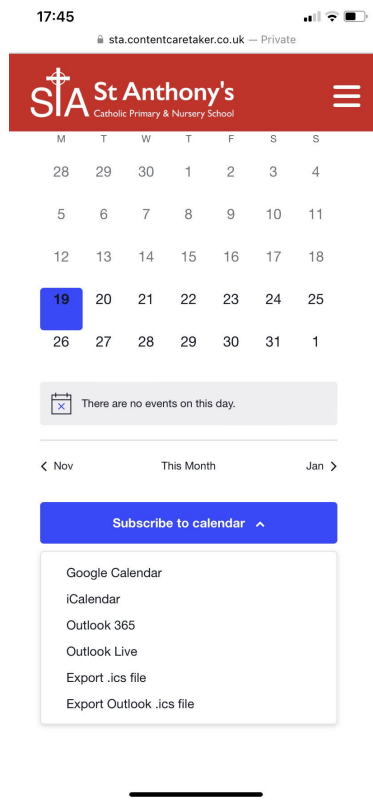 17:45
sta.contentcaretaker.co.uk — Private
STA St Anthony's
Catholic Primary & Nursery School
M T W T F S S
28 29 30 1 2 3 4
5 6 7 8 9 10 11
12 13 14 15 16 17 18
19 20 21 22 23 24 25
26 27 28 29 30 31 1
There are no events on this day.
Nov This Month Jan
Subscribe to calendar
Google Calendar
iCalendar
Outlook 365
Outlook Live
Export .ics file
Export Outlook .ics file